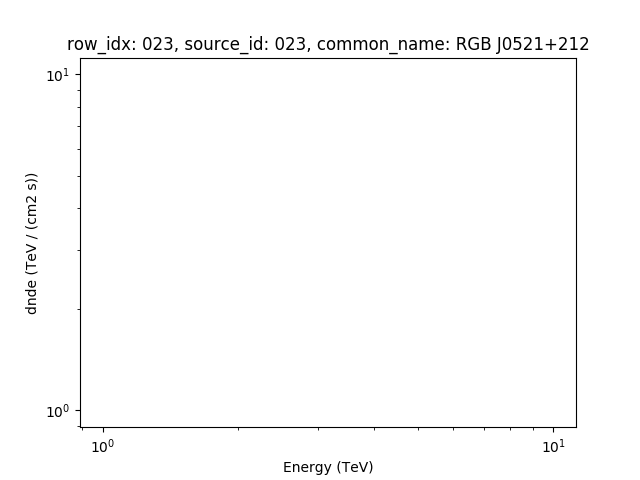 row_idx: 023, source_id: 023, common_name: RGB J0521+212
10¹
dnde (TeV / (cm2 s))
10⁰
10⁰ 10¹
Energy (TeV)